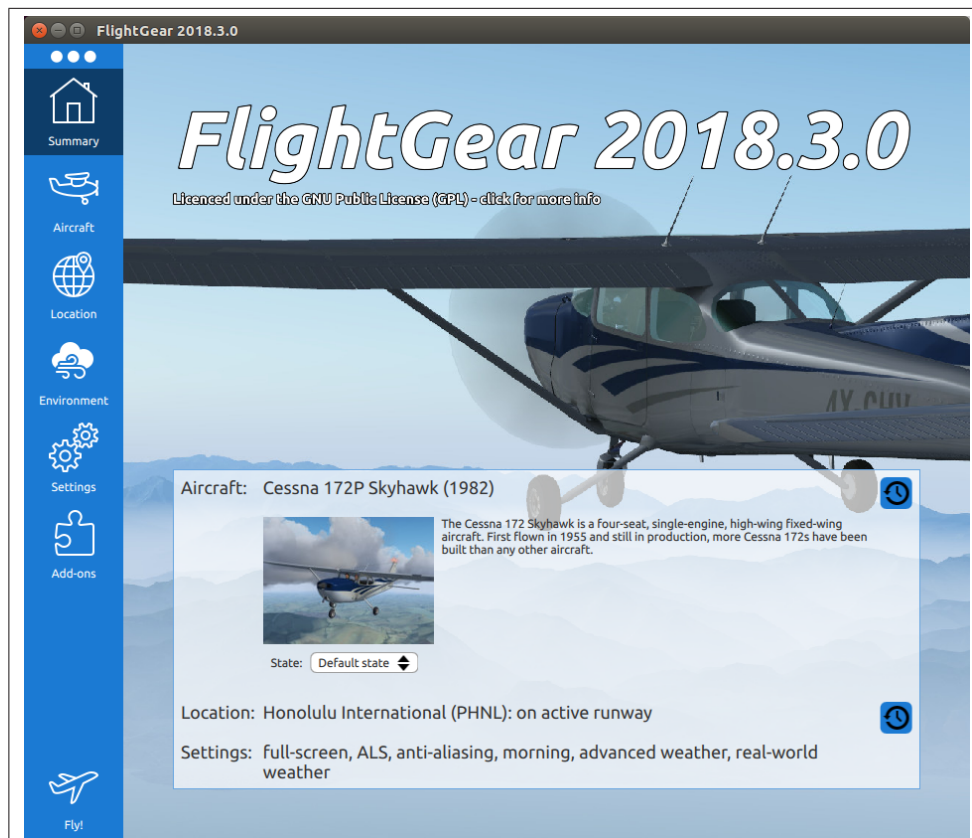 FlightGear 2018.3.0
FlightGear 2018.3.0
Licenced under the GNU Public License (GPL) - click for more info
Summary
Aircraft
Location
Environment
Settings
Add-ons
Fly!
4X-CHV
Aircraft: Cessna 172P Skyhawk (1982)
The Cessna 172 Skyhawk is a four-seat, single-engine, high-wing fixed-wing
aircraft. First flown in 1955 and still in production, more Cessna 172s have been
built than any other aircraft.
State: Default state
Location: Honolulu International (PHNL): on active runway
Settings: full-screen, ALS, anti-aliasing, morning, advanced weather, real-world
weather